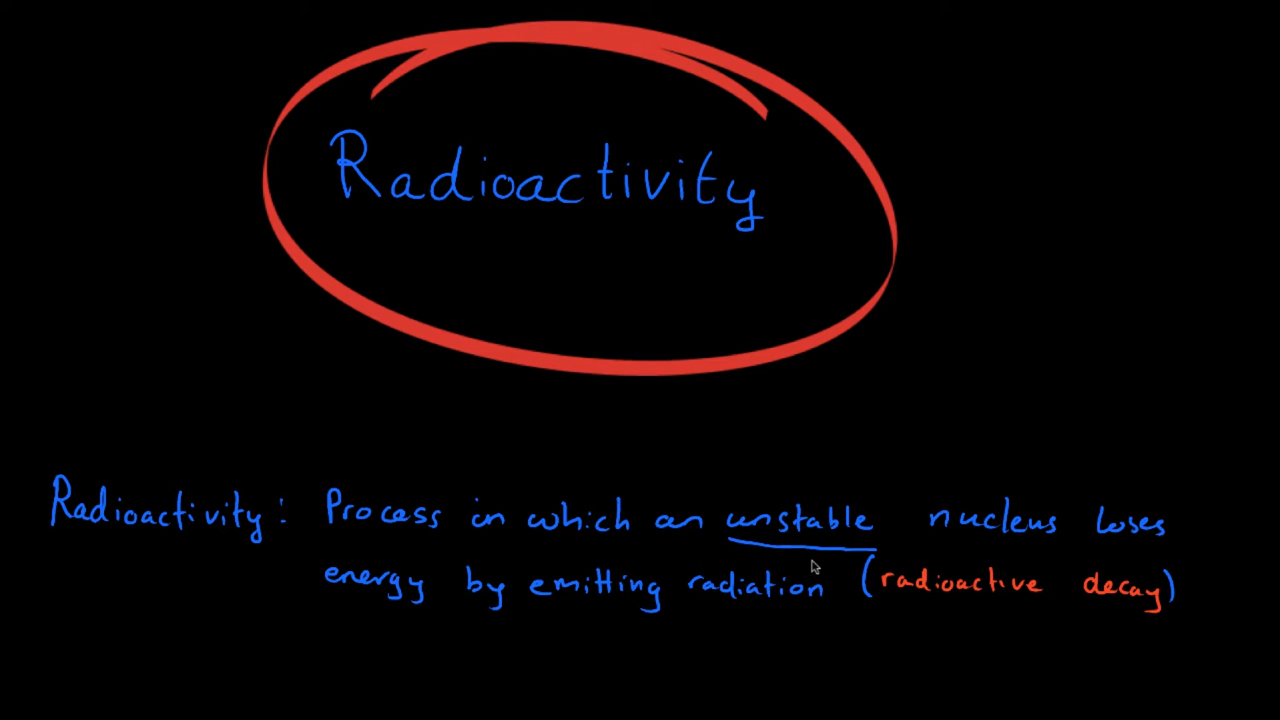 Radioactivity
Radioactivity: Process in which an unstable nucleus loses
energy by emitting radiation (radioactive decay)